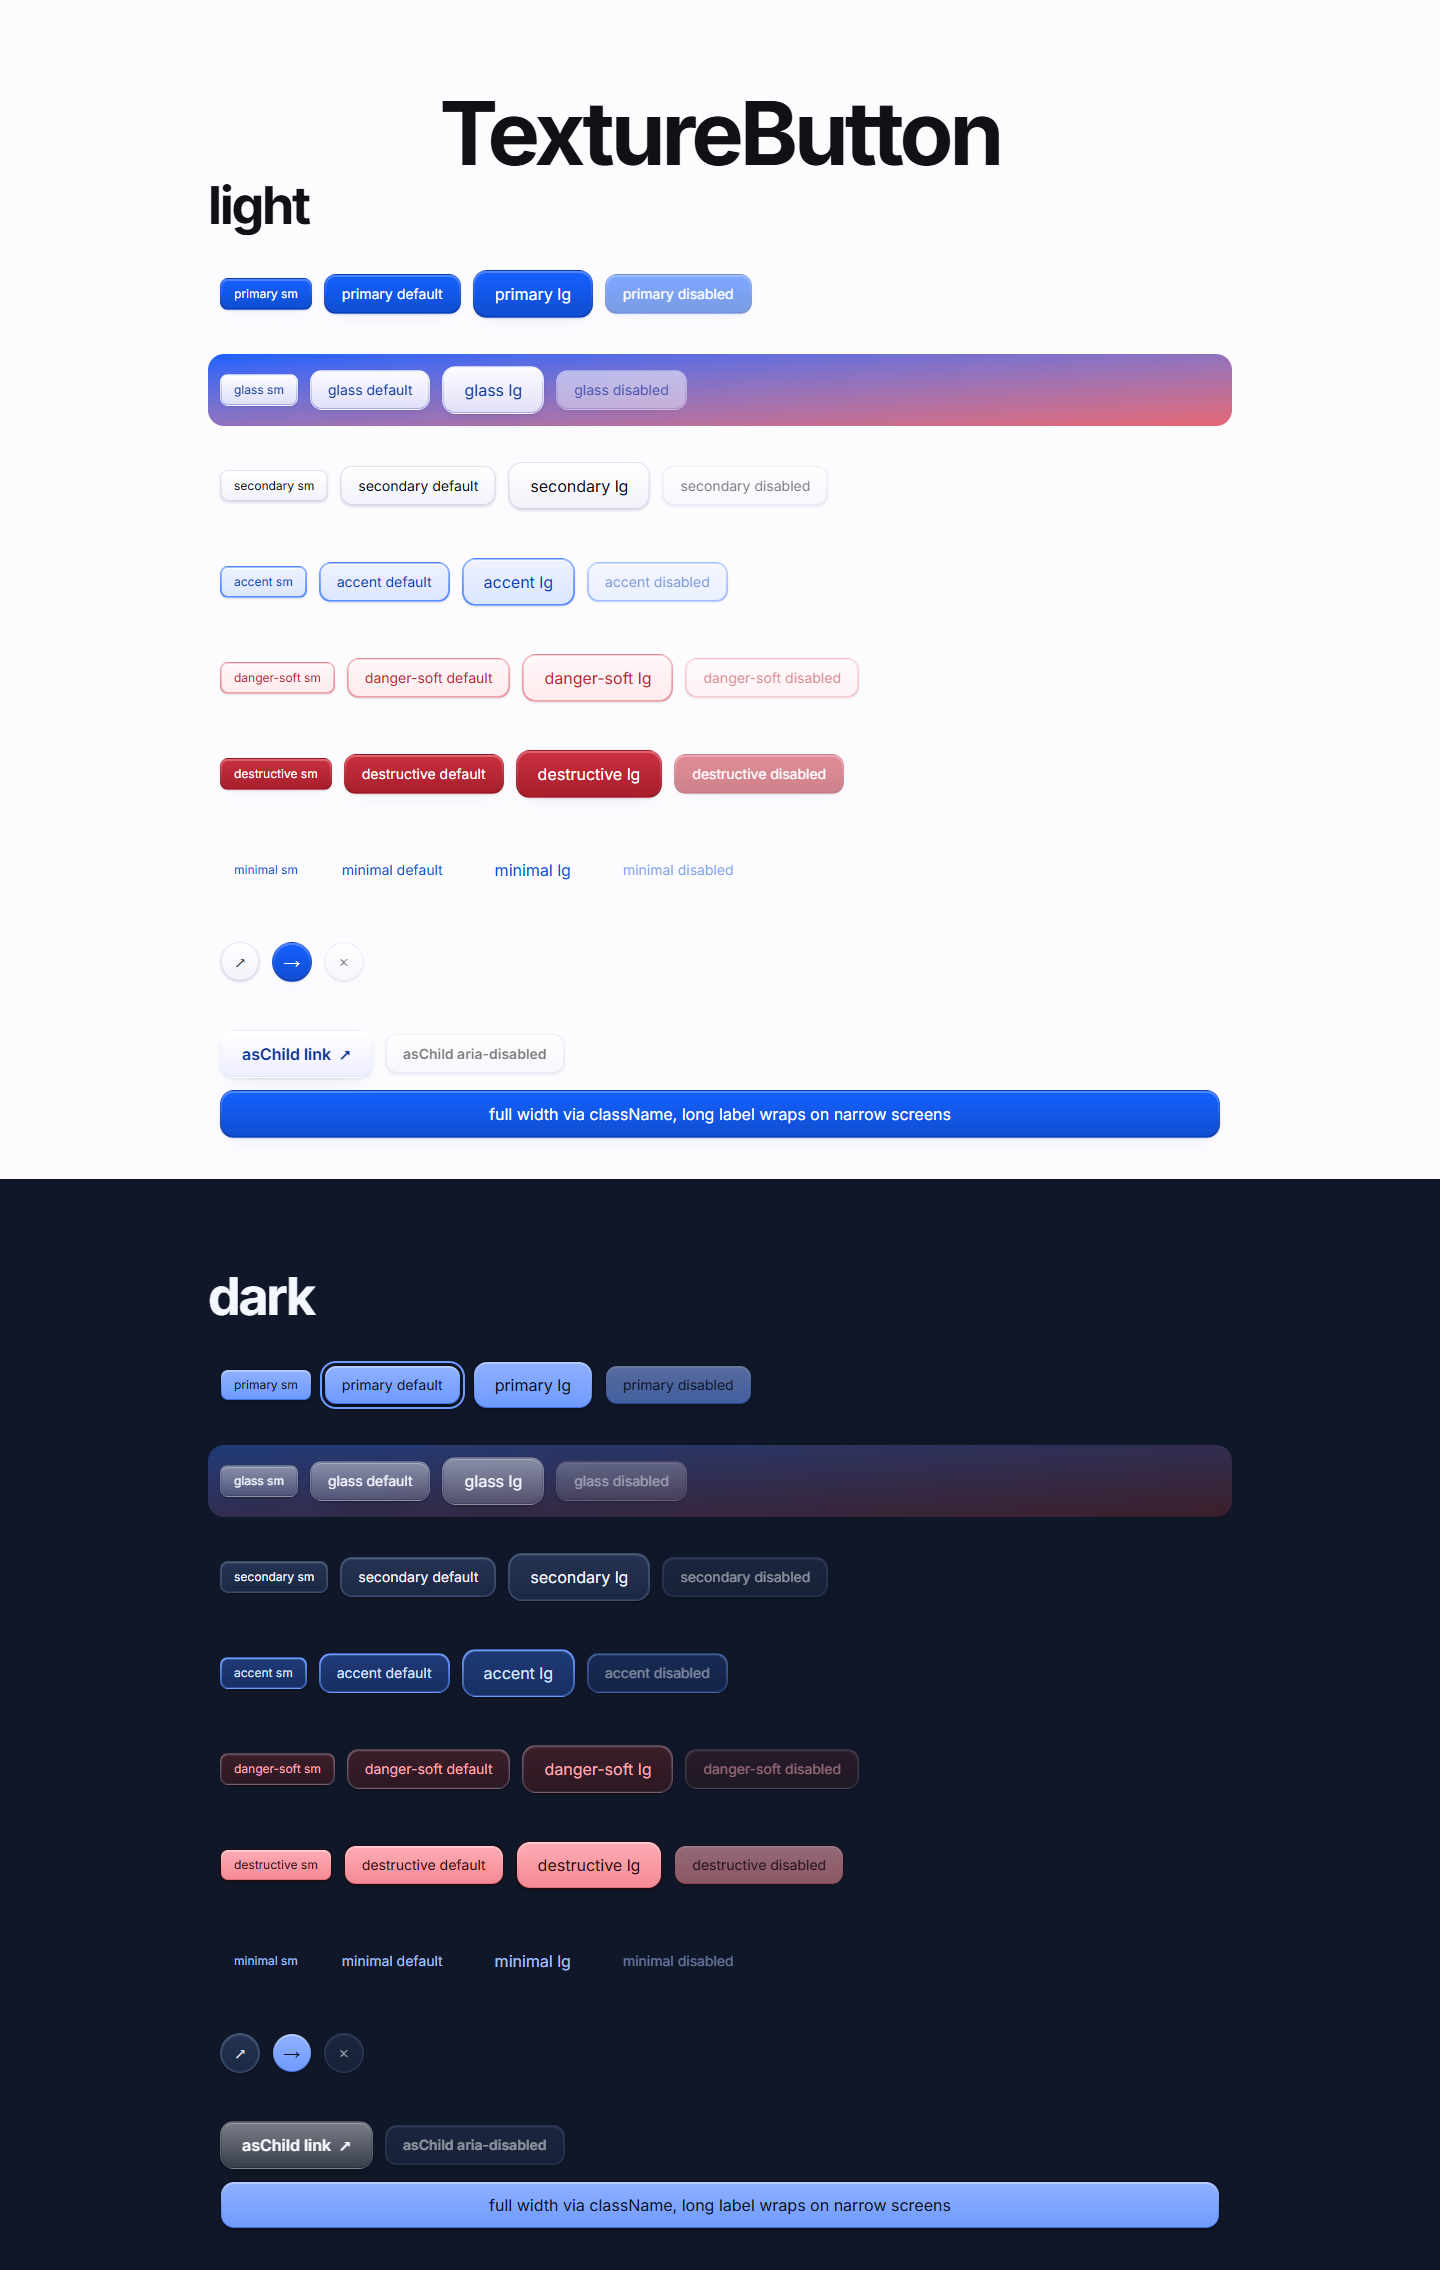 TextureButton
light
primary sm primary default primary lg primary disabled
glass sm glass default glass lg glass disabled
secondary sm secondary default secondary lg secondary disabled
accent sm accent default accent lg accent disabled
danger-soft sm danger-soft default danger-soft lg danger-soft disabled
destructive sm destructive default destructive lg destructive disabled
minimal sm minimal default minimal lg minimal disabled
↗ → ×
asChild link ↗ asChild aria-disabled
full width via className, long label wraps on narrow screens
dark
primary sm primary default primary lg primary disabled
glass sm glass default glass lg glass disabled
secondary sm secondary default secondary lg secondary disabled
accent sm accent default accent lg accent disabled
danger-soft sm danger-soft default danger-soft lg danger-soft disabled
destructive sm destructive default destructive lg destructive disabled
minimal sm minimal default minimal lg minimal disabled
↗ → ×
asChild link ↗ asChild aria-disabled
full width via className, long label wraps on narrow screens